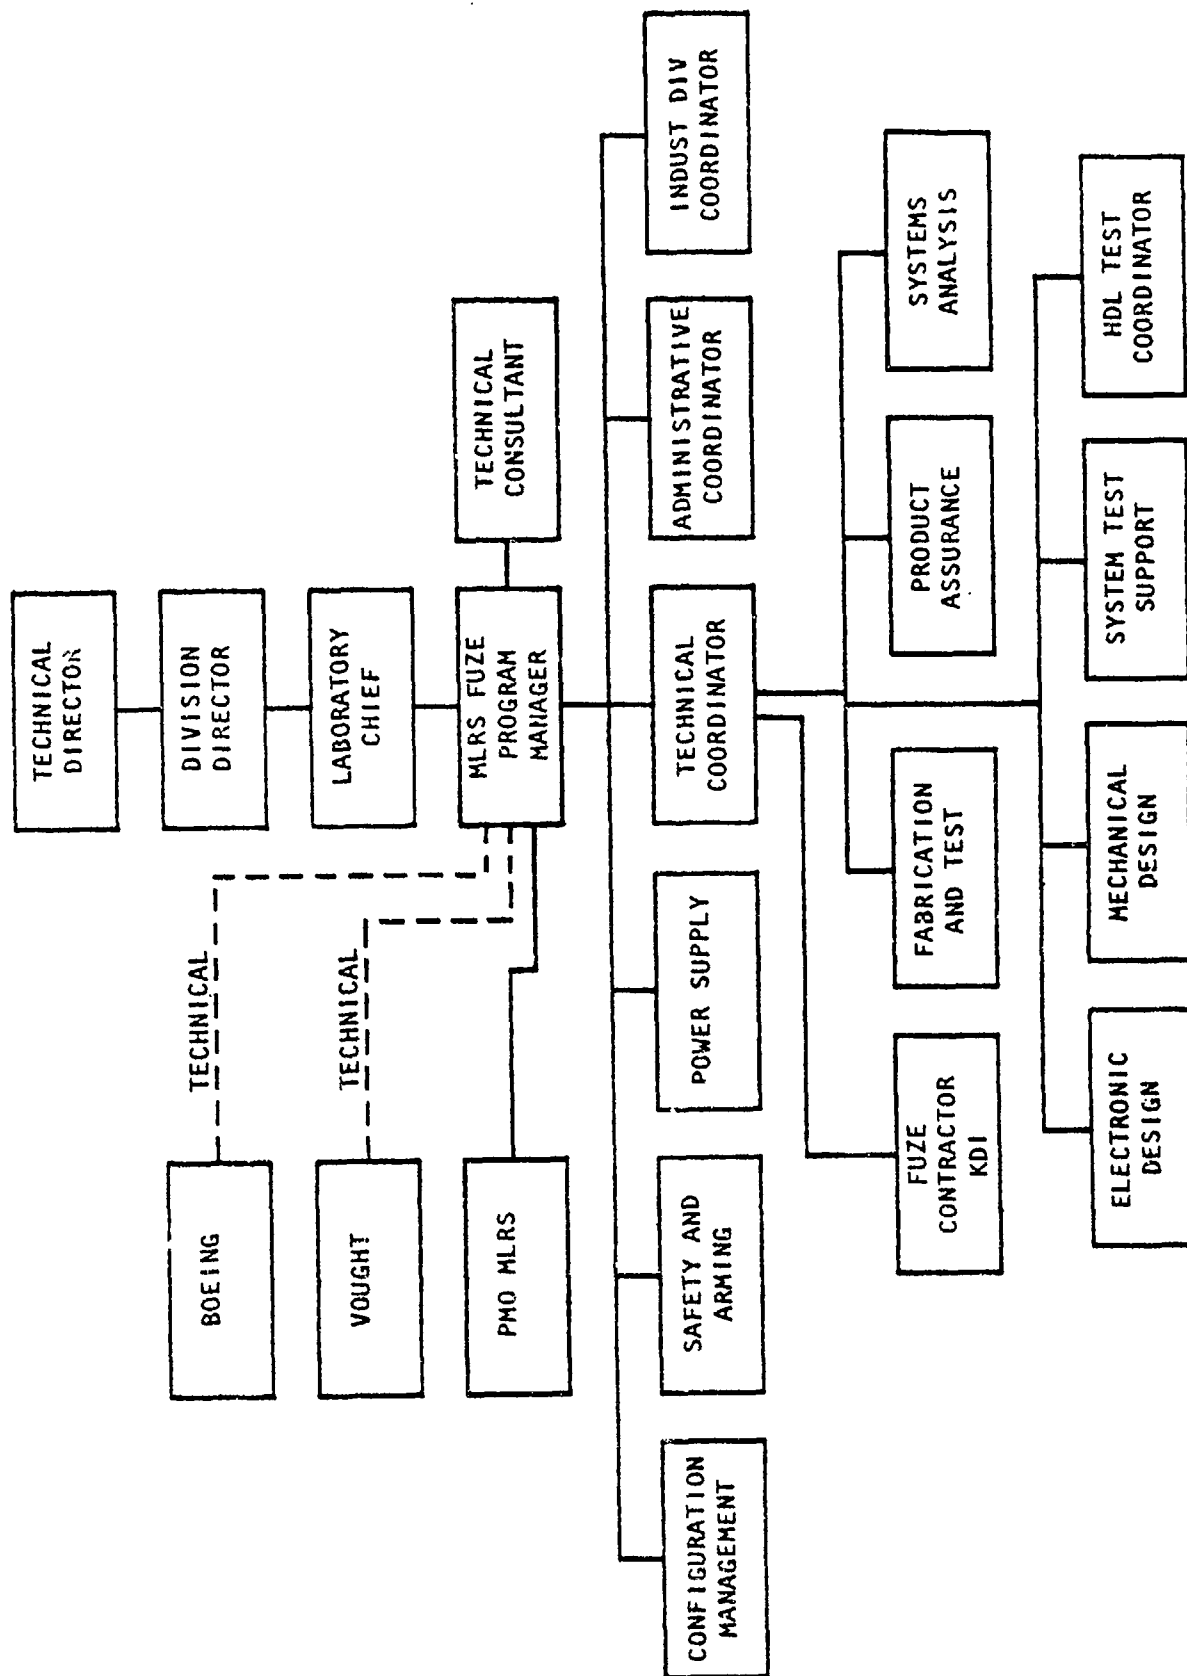 TECHNICAL
DIRECTOR
DIVISION
DIRECTOR
BOEING
TECHNICAL
LABORATORY
CHIEF
VOUGHT
TECHNICAL
PMO MLRS
MLRS FUZE
PROGRAM
MANAGER
TECHNICAL
CONSULTANT
CONFIGURATION
MANAGEMENT
SAFETY AND
ARMING
POWER SUPPLY
TECHNICAL
COORDINATOR
ADMINISTRATIVE
COORDINATOR
INDUST DIV
COORDINATOR
FUZE
CONTRACTOR
KDI
FABRICATION
AND TEST
PRODUCT
ASSURANCE
SYSTEMS
ANALYSIS
ELECTRONIC
DESIGN
MECHANICAL
DESIGN
SYSTEM TEST
SUPPORT
HDL TEST
COORDINATOR